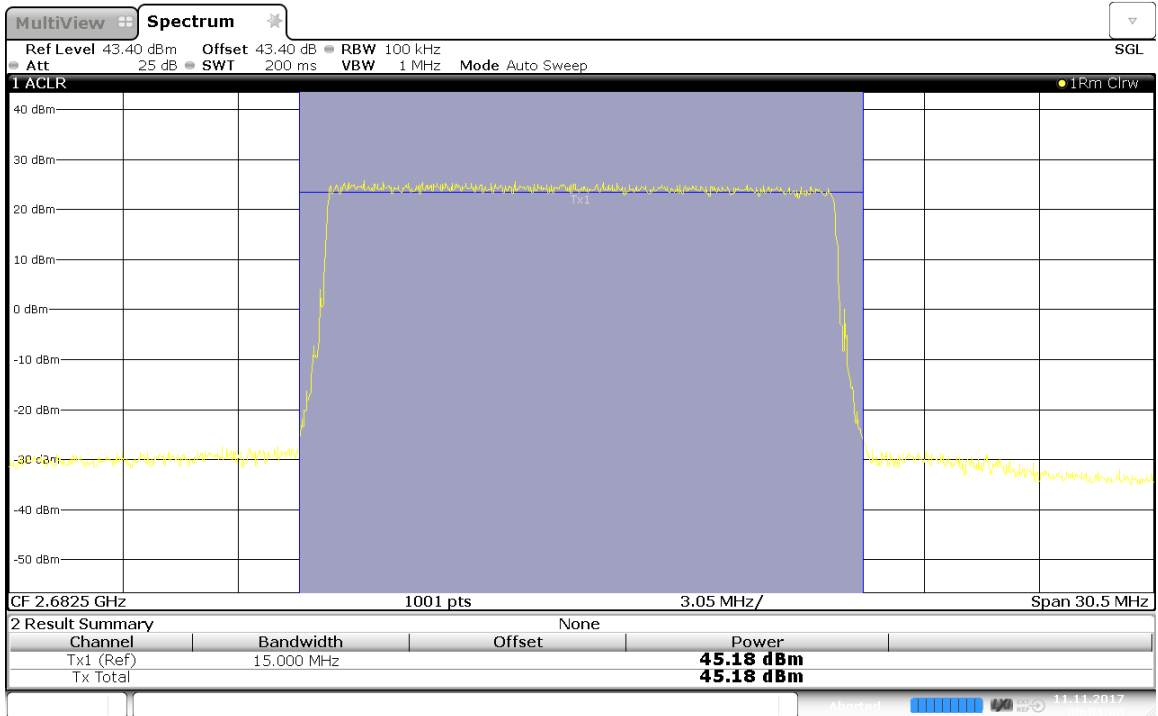 MultiView Spectrum
Ref Level 43.40 dBm Offset 43.40 dB RBW 100 kHz SGL
Att 25 dB SWT 200 ms VBW 1 MHz Mode Auto Sweep
1 ACLR 1Rm Clrw
40 dBm
30 dBm
Tx1
20 dBm
10 dBm
0 dBm
-10 dBm
-20 dBm
-30 dBm
-40 dBm
-50 dBm
CF 2.6825 GHz 1001 pts 3.05 MHz/ Span 30.5 MHz
2 Result Summary None
Channel Bandwidth Offset Power
Tx1 (Ref) 15.000 MHz 45.18 dBm
Tx Total 45.18 dBm
Aborted 11.11.2017